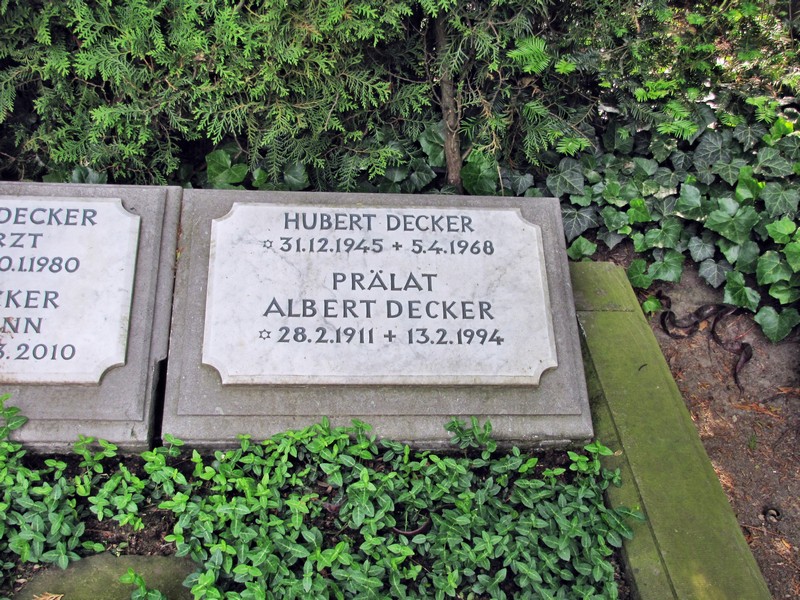 DECKER
RZT
0.1.1980
CKER
NN
3.2010
HUBERT DECKER
✡ 31.12.1945 + 5.4.1968
PRÄLAT
ALBERT DECKER
✡ 28.2.1911 + 13.2.1994